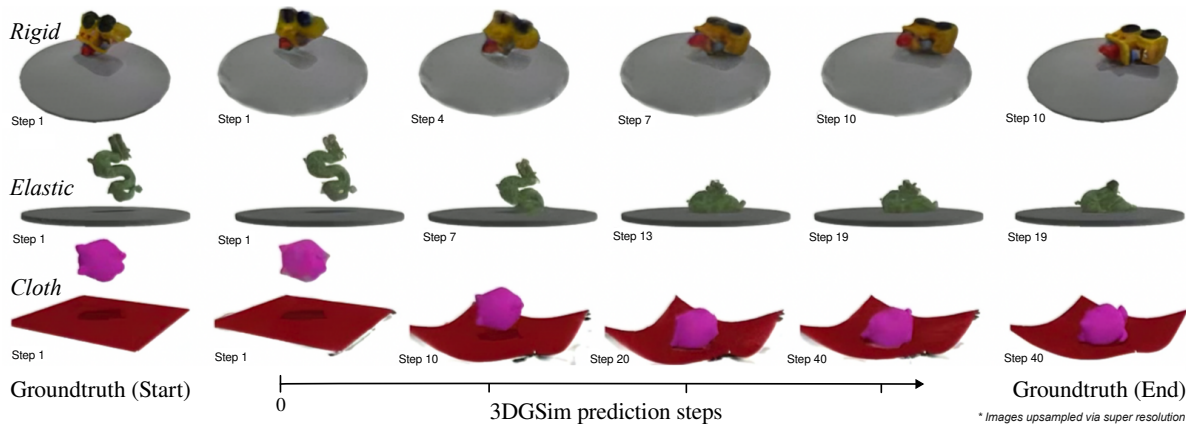 Rigid
Step 1
Step 1
Step 4
Step 7
Step 10
Step 10
Elastic
Step 1
Step 1
Step 7
Step 13
Step 19
Step 19
Cloth
Step 1
Step 1
Step 10
Step 20
Step 40
Step 40
Groundtruth (Start)
0
3DGSim prediction steps
Groundtruth (End)
* Images upsampled via super resolution